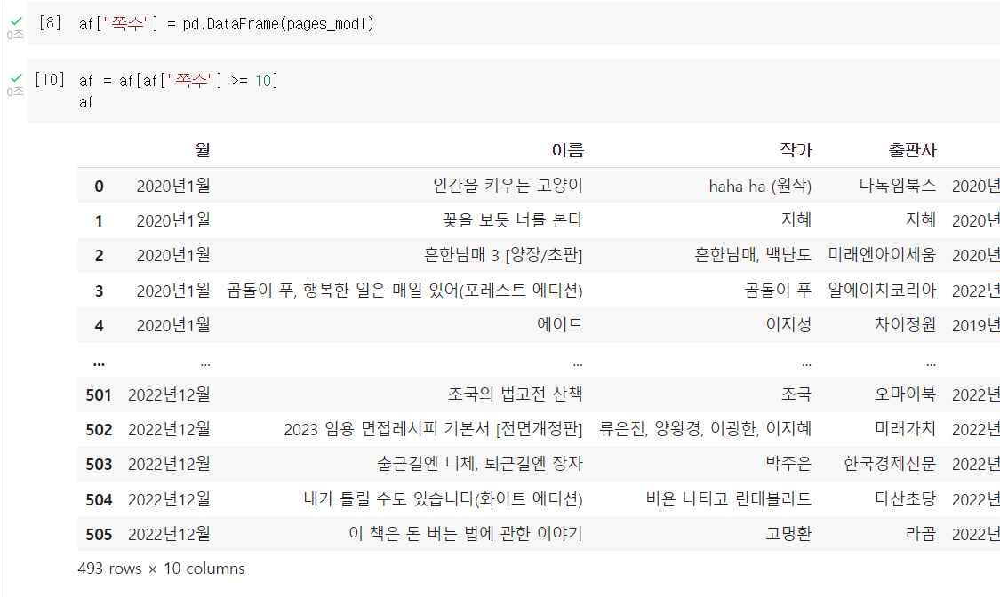 [8] af["쪽수"] = pd.DataFrame(pages_modi)
0초
[10] af = af[af["쪽수"] >= 10]
0초
af
월 이름 작가 출판사
0 2020년1월 인간을 키우는 고양이 haha ha (원작) 다독임북스 2020년
1 2020년1월 꽃을 보듯 너를 본다 지혜 지혜 2020년
2 2020년1월 흔한남매 3 [양장/초판] 흔한남매, 백난도 미래엔아이세움 2020년
3 2020년1월 곰돌이 푸, 행복한 일은 매일 있어(포레스트 에디션) 곰돌이 푸 알에이치코리아 2022년
4 2020년1월 에이트 이지성 차이정원 2019년
... ... ... ... ...
501 2022년12월 조국의 법고전 산책 조국 오마이북 2022년
502 2022년12월 2023 임용 면접레시피 기본서 [전면개정판] 류은진, 양왕경, 이광한, 이지혜 미래가치 2022년
503 2022년12월 출근길엔 니체, 퇴근길엔 장자 박주은 한국경제신문 2022년
504 2022년12월 내가 틀릴 수도 있습니다(화이트 에디션) 비욘 나티코 린데블라드 다산초당 2022년
505 2022년12월 이 책은 돈 버는 법에 관한 이야기 고명환 라곰 2022년
493 rows × 10 columns